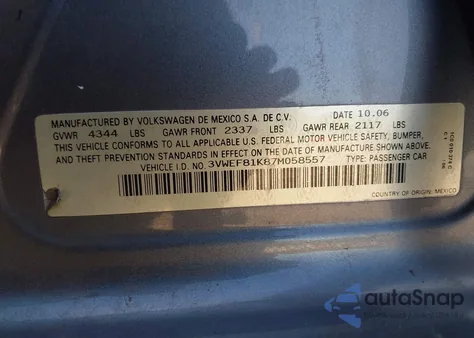 MANUFACTURED BY VOLKSWAGEN DE MEXICO S.A. DE C.V. DATE 10.06
GVWR 4344 LBS GAWR FRONT 2337 LBS GAWR REAR 2117 LBS
THIS VEHICLE CONFORMS TO ALL APPLICABLE FEDERAL MOTOR VEHICLE SAFETY, BUMPER,
AND THEFT PREVENTION STANDARDS IN EFFECT ON THE DATE OF MANUFACTURE SHOWN ABOVE.
VEHICLE I.D. NO. 3VWEF81K87M058557 TYPE: PASSENGER CAR
COUNTRY OF ORIGIN: MEXICO
autoSnap